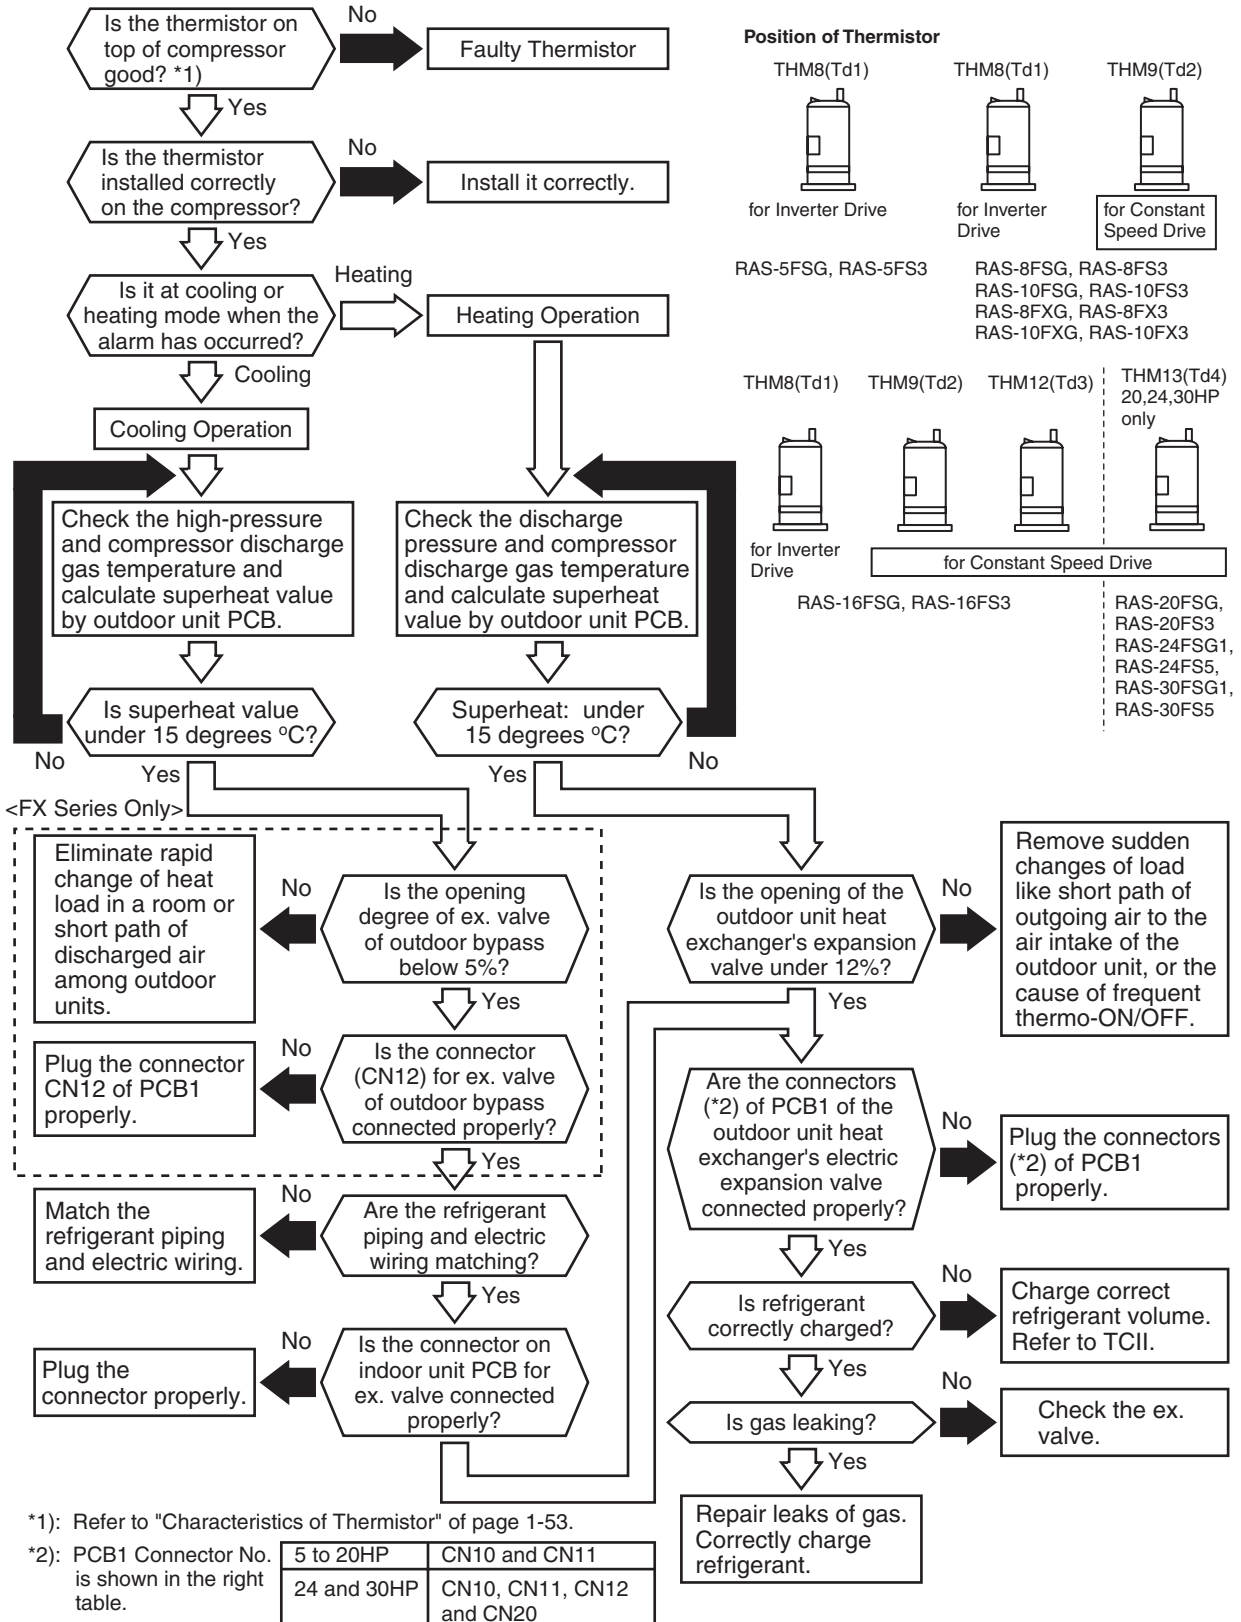 Is the thermistor on
top of compressor
good? *1)
No
Faulty Thermistor
Yes
Is the thermistor
installed correctly
on the compressor?
No
Install it correctly.
Yes
Is it at cooling or
heating mode when the
alarm has occurred?
Heating
Heating Operation
Cooling
Cooling Operation
Check the high-pressure
and compressor discharge
gas temperature and
calculate superheat value
by outdoor unit PCB.
Check the discharge
pressure and compressor
discharge gas temperature
and calculate superheat
value by outdoor unit PCB.
Is superheat value
under 15 degrees ºC?
No
Yes
Superheat: under
15 degrees ºC?
Yes
No
Position of Thermistor
THM8(Td1)
for Inverter Drive
RAS-5FSG, RAS-5FS3
THM8(Td1)
THM9(Td2)
for Inverter
Drive
for Constant
Speed Drive
RAS-8FSG, RAS-8FS3
RAS-10FSG, RAS-10FS3
RAS-8FXG, RAS-8FX3
RAS-10FXG, RAS-10FX3
THM8(Td1)
THM9(Td2)
THM12(Td3)
THM13(Td4)
20,24,30HP
only
for Inverter
Drive
for Constant Speed Drive
RAS-16FSG, RAS-16FS3
RAS-20FSG,
RAS-20FS3
RAS-24FSG1,
RAS-24FS5,
RAS-30FSG1,
RAS-30FS5
<FX Series Only>
Eliminate rapid
change of heat
load in a room or
short path of
discharged air
among outdoor
units.
No
Is the opening
degree of ex. valve
of outdoor bypass
below 5%?
Yes
Plug the connector
CN12 of PCB1
properly.
No
Is the connector
(CN12) for ex. valve
of outdoor bypass
connected properly?
Yes
Match the
refrigerant piping
and electric wiring.
No
Are the refrigerant
piping and electric
wiring matching?
Yes
Plug the
connector properly.
No
Is the connector on
indoor unit PCB for
ex. valve connected
properly?
Is the opening of the
outdoor unit heat
exchanger's expansion
valve under 12%?
No
Remove sudden
changes of load
like short path of
outgoing air to the
air intake of the
outdoor unit, or the
cause of frequent
thermo-ON/OFF.
Yes
Are the connectors
(*2) of PCB1 of the
outdoor unit heat
exchanger's electric
expansion valve
connected properly?
No
Plug the connectors
(*2) of PCB1
properly.
Yes
Is refrigerant
correctly charged?
No
Charge correct
refrigerant volume.
Refer to TCII.
Yes
Is gas leaking?
No
Check the ex.
valve.
Yes
Repair leaks of gas.
Correctly charge
refrigerant.
*1): Refer to "Characteristics of Thermistor" of page 1-53.
*2): PCB1 Connector No.
is shown in the right
table.
5 to 20HP CN10 and CN11
24 and 30HP CN10, CN11, CN12
and CN20